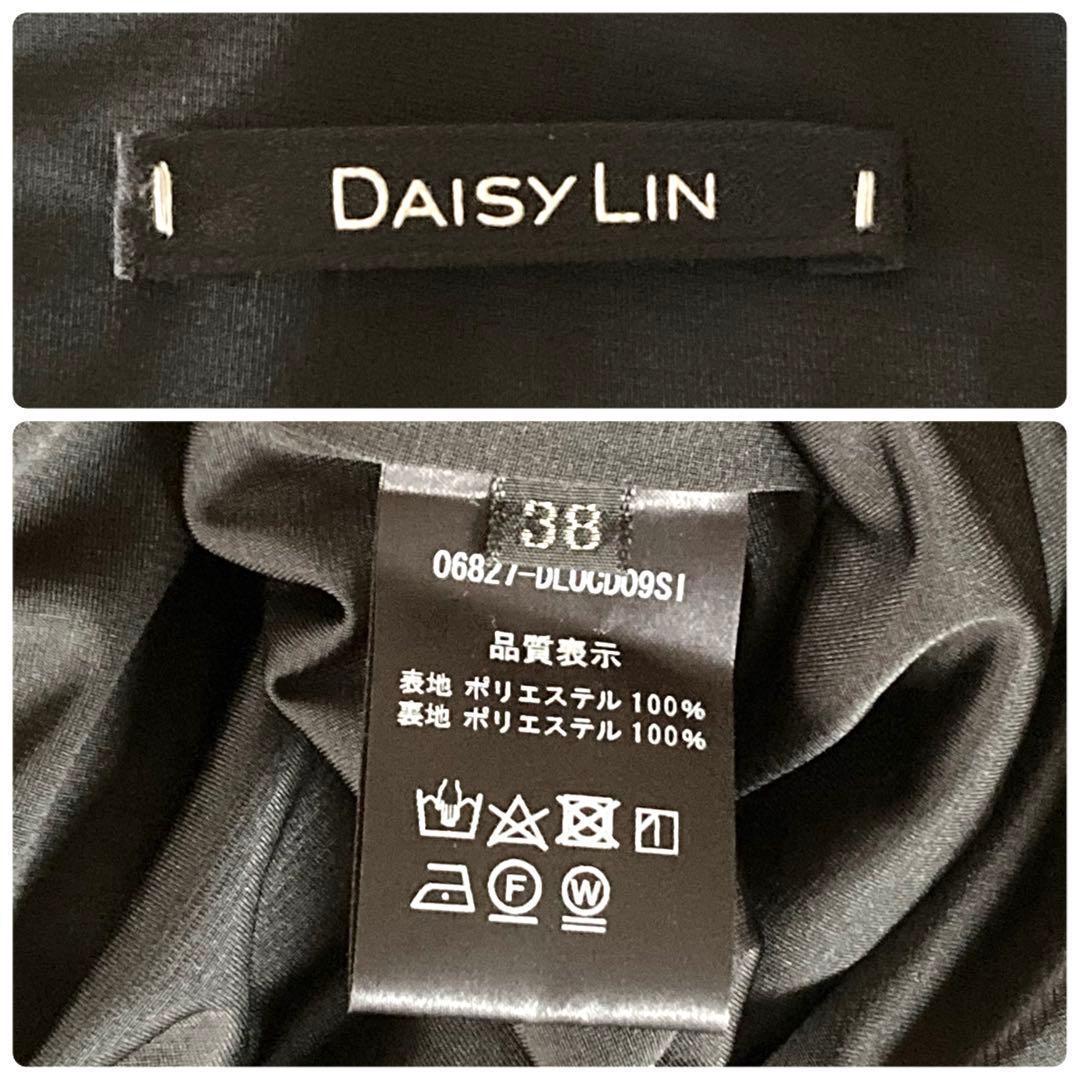 DAISY LIN
38
06827-DL0CD09SI
品質表示
表地 ポリエステル 100%
裏地 ポリエステル 100%
F W